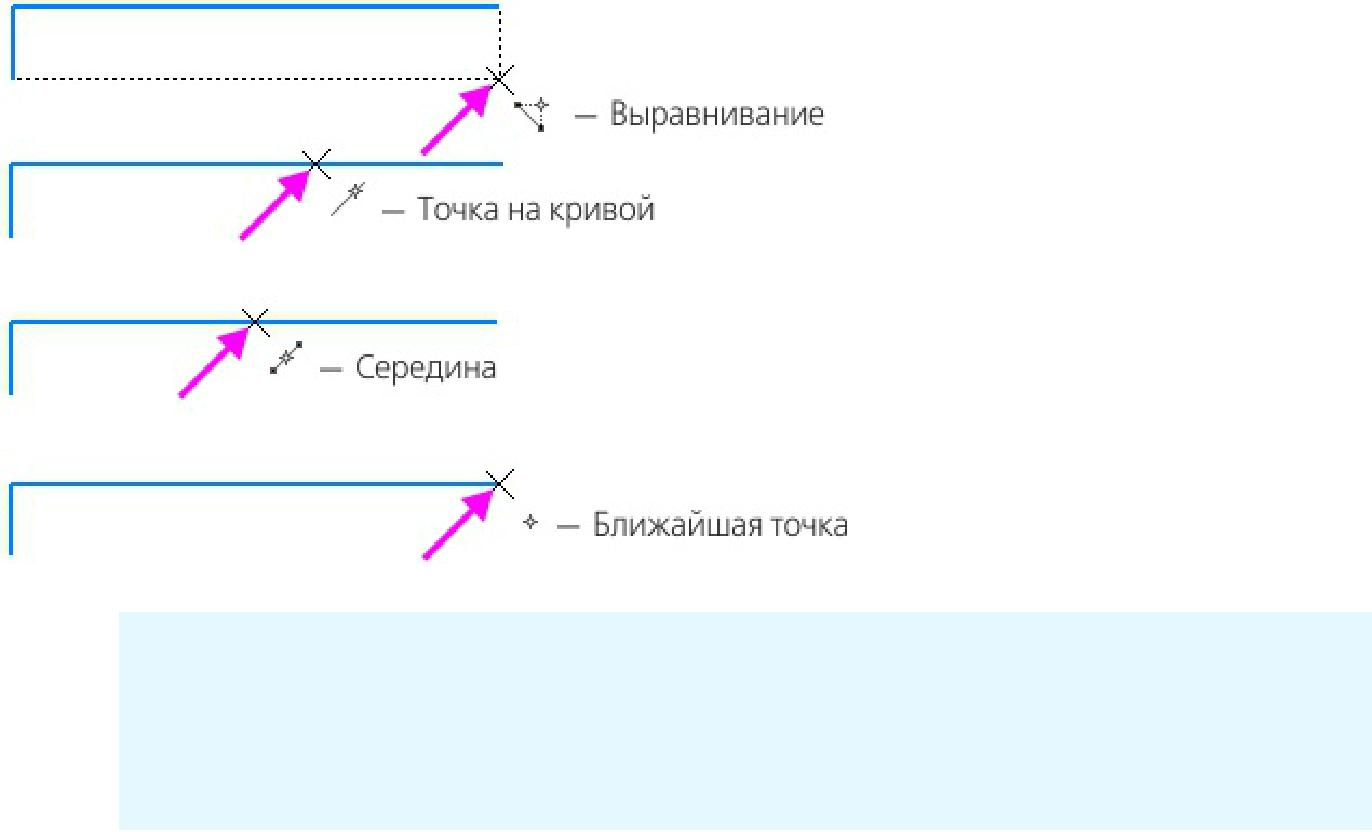 — Выравнивание
— Точка на кривой
— Середина
— Ближайшая точка